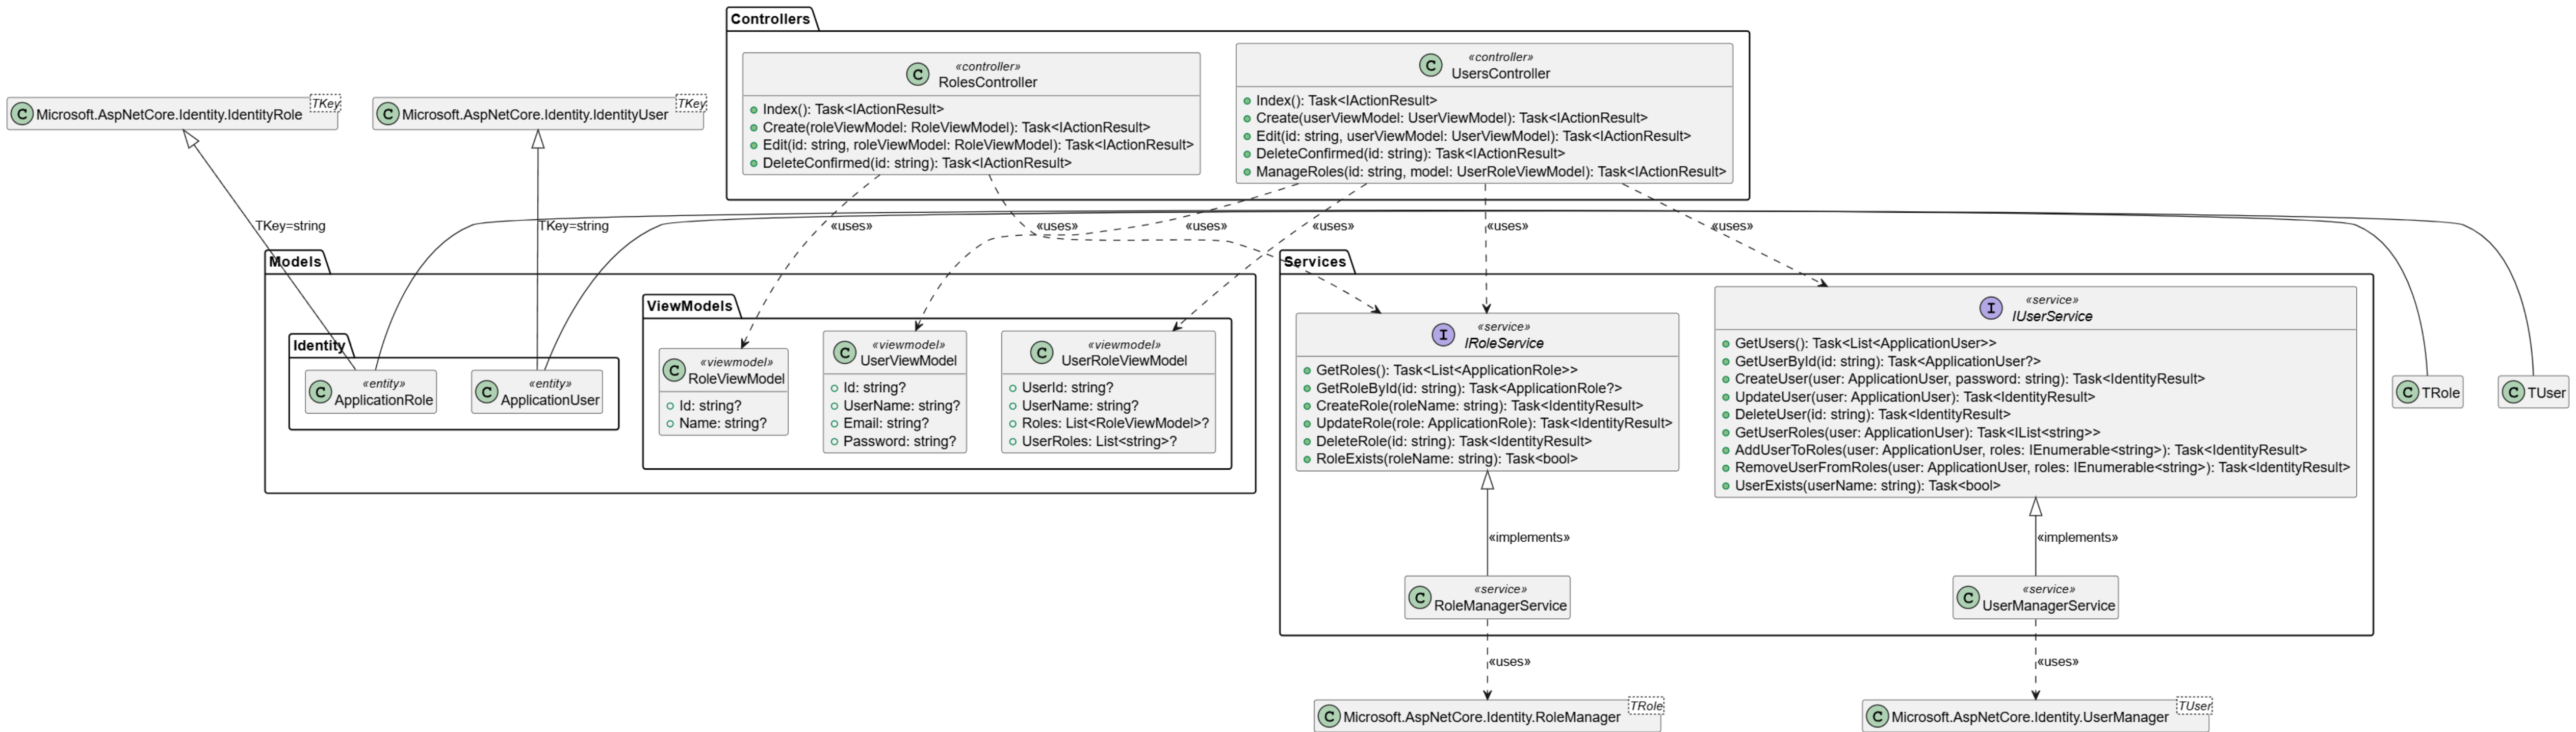 Controllers
«controller»
RolesController
Index(): Task<IActionResult>
Create(roleViewModel: RoleViewModel): Task<IActionResult>
Edit(id: string, roleViewModel: RoleViewModel): Task<IActionResult>
DeleteConfirmed(id: string): Task<IActionResult>
«controller»
UsersController
Index(): Task<IActionResult>
Create(userViewModel: UserViewModel): Task<IActionResult>
Edit(id: string, userViewModel: UserViewModel): Task<IActionResult>
DeleteConfirmed(id: string): Task<IActionResult>
ManageRoles(id: string, model: UserRoleViewModel): Task<IActionResult>
Microsoft.AspNetCore.Identity.IdentityRole
TKey
Microsoft.AspNetCore.Identity.IdentityUser
TKey
TKey=string
TKey=string
«uses»
«uses»
«uses»
«uses»
«uses»
«uses»
Models
Identity
«entity»
ApplicationRole
«entity»
ApplicationUser
ViewModels
«viewmodel»
RoleViewModel
Id: string?
Name: string?
«viewmodel»
UserViewModel
Id: string?
UserName: string?
Email: string?
Password: string?
«viewmodel»
UserRoleViewModel
UserId: string?
UserName: string?
Roles: List<RoleViewModel>?
UserRoles: List<string>?
Services
«service»
IRoleService
GetRoles(): Task<List<ApplicationRole>>
GetRoleById(id: string): Task<ApplicationRole?>
CreateRole(roleName: string): Task<IdentityResult>
UpdateRole(role: ApplicationRole): Task<IdentityResult>
DeleteRole(id: string): Task<IdentityResult>
RoleExists(roleName: string): Task<bool>
«service»
IUserService
GetUsers(): Task<List<ApplicationUser>>
GetUserById(id: string): Task<ApplicationUser?>
CreateUser(user: ApplicationUser, password: string): Task<IdentityResult>
UpdateUser(user: ApplicationUser): Task<IdentityResult>
DeleteUser(id: string): Task<IdentityResult>
GetUserRoles(user: ApplicationUser): Task<IList<string>>
AddUserToRoles(user: ApplicationUser, roles: IEnumerable<string>): Task<IdentityResult>
RemoveUserFromRoles(user: ApplicationUser, roles: IEnumerable<string>): Task<IdentityResult>
UserExists(userName: string): Task<bool>
TRole
TUser
«implements»
«implements»
«service»
RoleManagerService
«service»
UserManagerService
«uses»
«uses»
Microsoft.AspNetCore.Identity.RoleManager
TRole
Microsoft.AspNetCore.Identity.UserManager
TUser